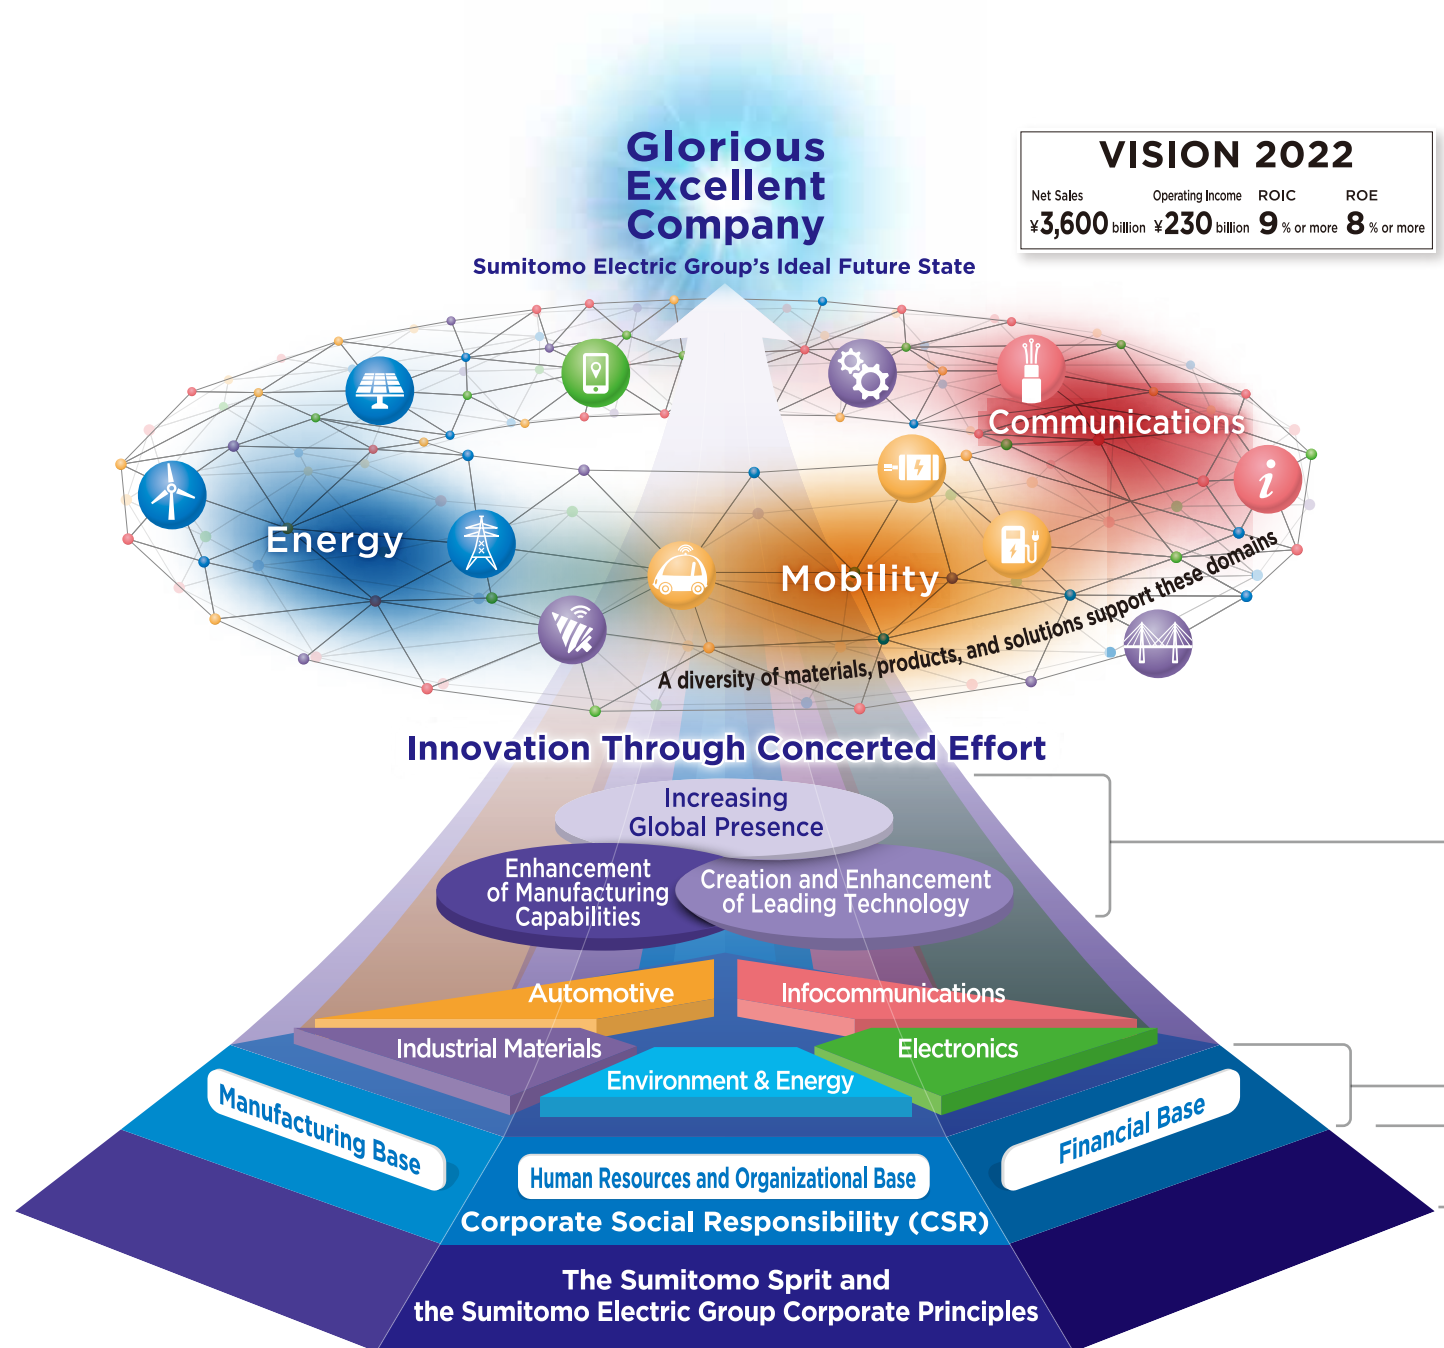 Glorious
Excellent
Company
Sumitomo Electric Group's Ideal Future State
VISION 2022
Net Sales Operating Income ROIC ROE
¥3,600 billion ¥230 billion 9% or more 8% or more
Communications
i
Energy
Mobility
A diversity of materials, products, and solutions support these domains
Innovation Through Concerted Effort
Increasing
Global Presence
Enhancement
of Manufacturing
Capabilities
Creation and Enhancement
of Leading Technology
Automotive
Infocommunications
Industrial Materials
Electronics
Environment & Energy
Manufacturing Base
Financial Base
Human Resources and Organizational Base
Corporate Social Responsibility (CSR)
The Sumitomo Sprit and
the Sumitomo Electric Group Corporate Principles